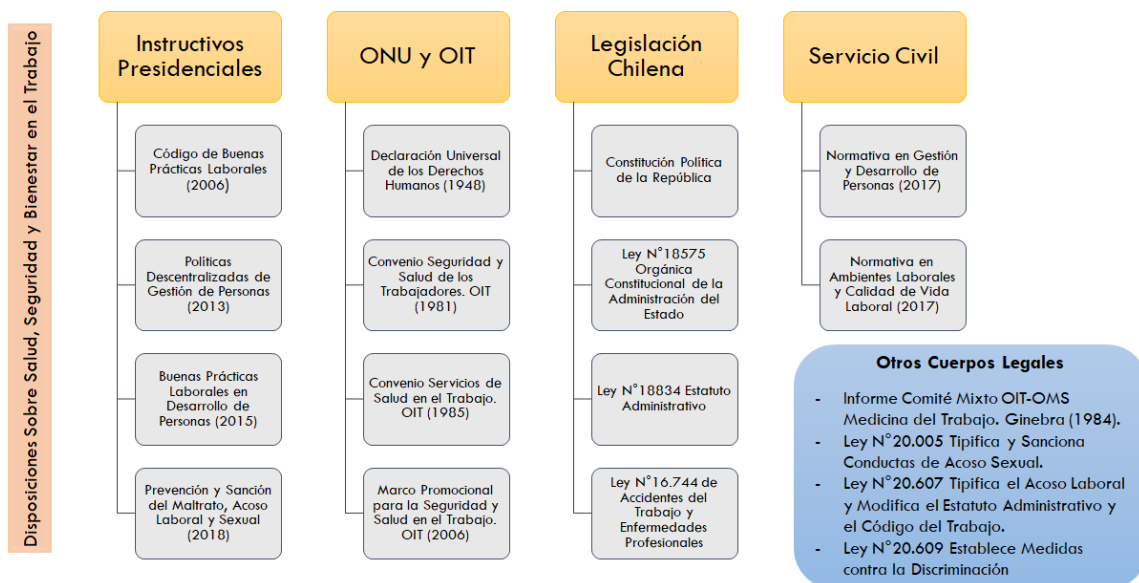 Disposiciones Sobre Salud, Seguridad y Bienestar en el Trabajo
Instructivos
Presidenciales
Código de Buenas
Prácticas Laborales
(2006)
Políticas
Descentralizadas de
Gestión de Personas
(2013)
Buenas Prácticas
Laborales en
Desarrollo de
Personas (2015)
Prevención y Sanción
del Maltrato, Acoso
Laboral y Sexual
(2018)
ONU y OIT
Declaración Universal
de los Derechos
Humanos (1948)
Convenio Seguridad y
Salud de los
Trabajadores. OIT
(1981)
Convenio Servicios de
Salud en el Trabajo.
OIT (1985)
Marco Promocional
para la Seguridad y
Salud en el Trabajo.
OIT (2006)
Legislación
Chilena
Constitución Política
de la República
Ley N°18575
Orgánica
Constitucional de la
Administración del
Estado
Ley N°18834 Estatuto
Administrativo
Ley N°16.744 de
Accidentes del
Trabajo y
Enfermedades
Profesionales
Servicio Civil
Normativa en Gestión
y Desarrollo de
Personas (2017)
Normativa en
Ambientes Laborales
y Calidad de Vida
Laboral (2017)
Otros Cuerpos Legales
- Informe Comité Mixto OIT-OMS
Medicina del Trabajo. Ginebra (1984).
- Ley N°20.005 Tipifica y Sanciona
Conductas de Acoso Sexual.
- Ley N°20.607 Tipifica el Acoso Laboral
y Modifica el Estatuto Administrativo y
el Código del Trabajo.
- Ley N°20.609 Establece Medidas
contra la Discriminación